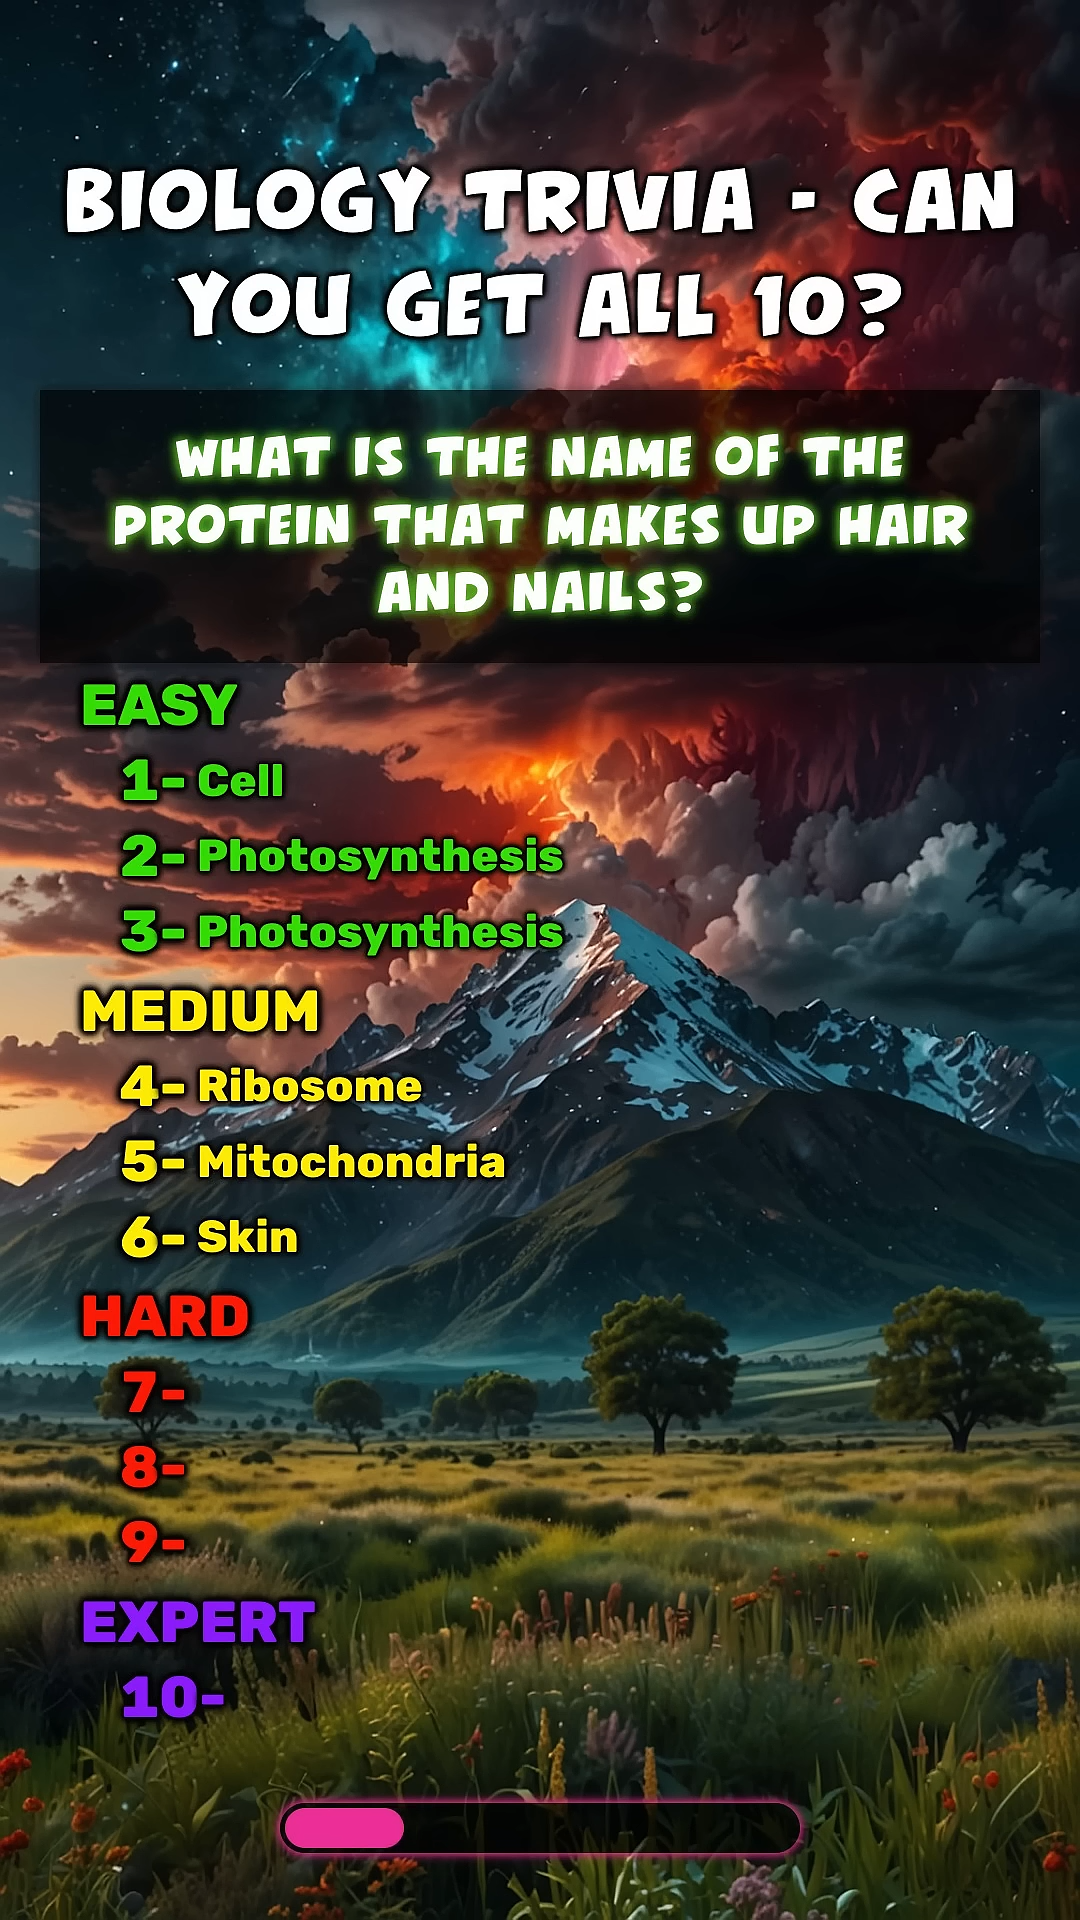 BIOLOGY TRIVIA - CAN
YOU GET ALL 10?
WHAT IS THE NAME OF THE
PROTEIN THAT MAKES UP HAIR
AND NAILS?
EASY
1- Cell
2- Photosynthesis
3- Photosynthesis
MEDIUM
4- Ribosome
5- Mitochondria
6- Skin
HARD
7-
8-
9-
EXPERT
10-